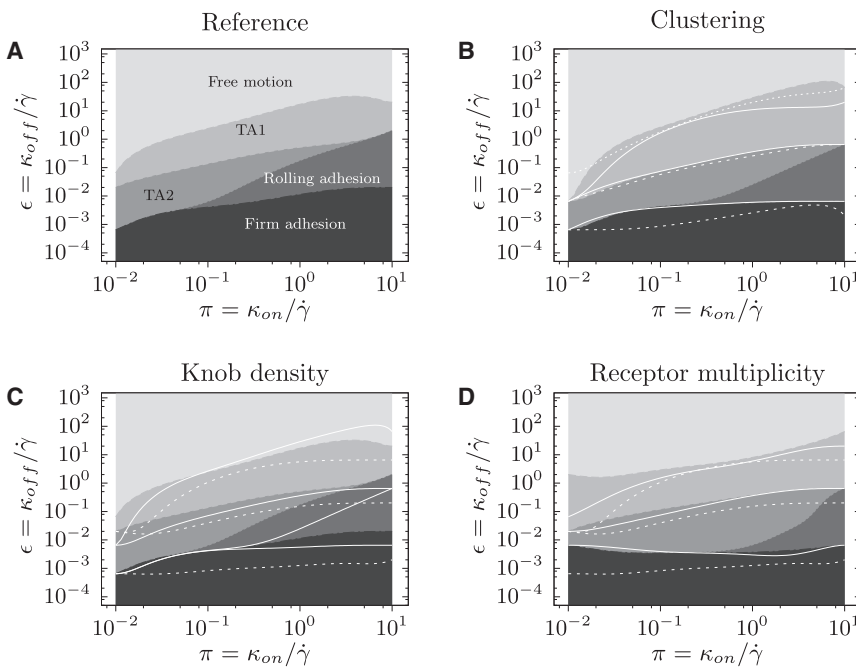 Reference
A
10^3
10^2
10^1
10^0
10^-1
10^-2
10^-3
10^-4
ϵ = κ_off/γ̇
Free motion
TA1
Rolling adhesion
TA2
Firm adhesion
10^-2 10^-1 10^0 10^1
π = κ_on/γ̇
Clustering
B
10^3
10^2
10^1
10^0
10^-1
10^-2
10^-3
10^-4
ϵ = κ_off/γ̇
10^-2 10^-1 10^0 10^1
π = κ_on/γ̇
Knob density
C
10^3
10^2
10^1
10^0
10^-1
10^-2
10^-3
10^-4
ϵ = κ_off/γ̇
10^-2 10^-1 10^0 10^1
π = κ_on/γ̇
Receptor multiplicity
D
10^3
10^2
10^1
10^0
10^-1
10^-2
10^-3
10^-4
ϵ = κ_off/γ̇
10^-2 10^-1 10^0 10^1
π = κ_on/γ̇